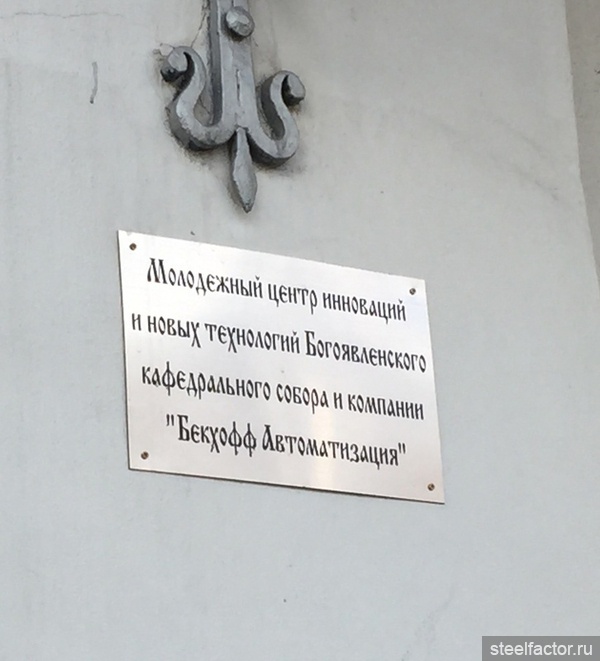 Молодежный центр инноваций
и новых технологий Богоявленского
кафедрального собора и компании
"Бекхофф Автоматизация"
steelfactor.ru